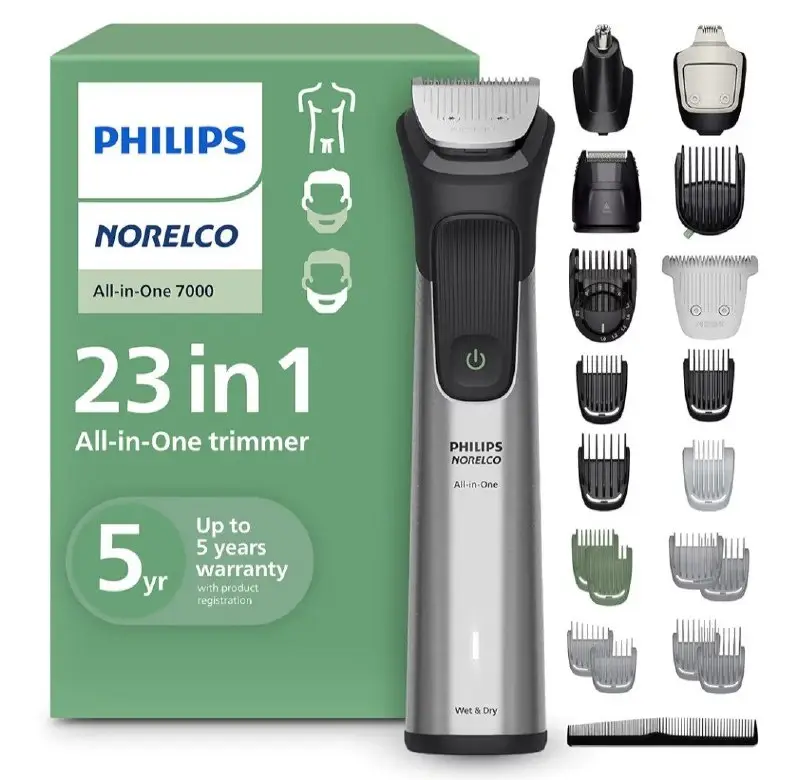 PHILIPS
NORELCO
All-in-One 7000
23 in 1
All-in-One trimmer
5yr
Up to
5 years
warranty
with product
registration
PHILIPS
NORELCO
All-in-One
Wet & Dry